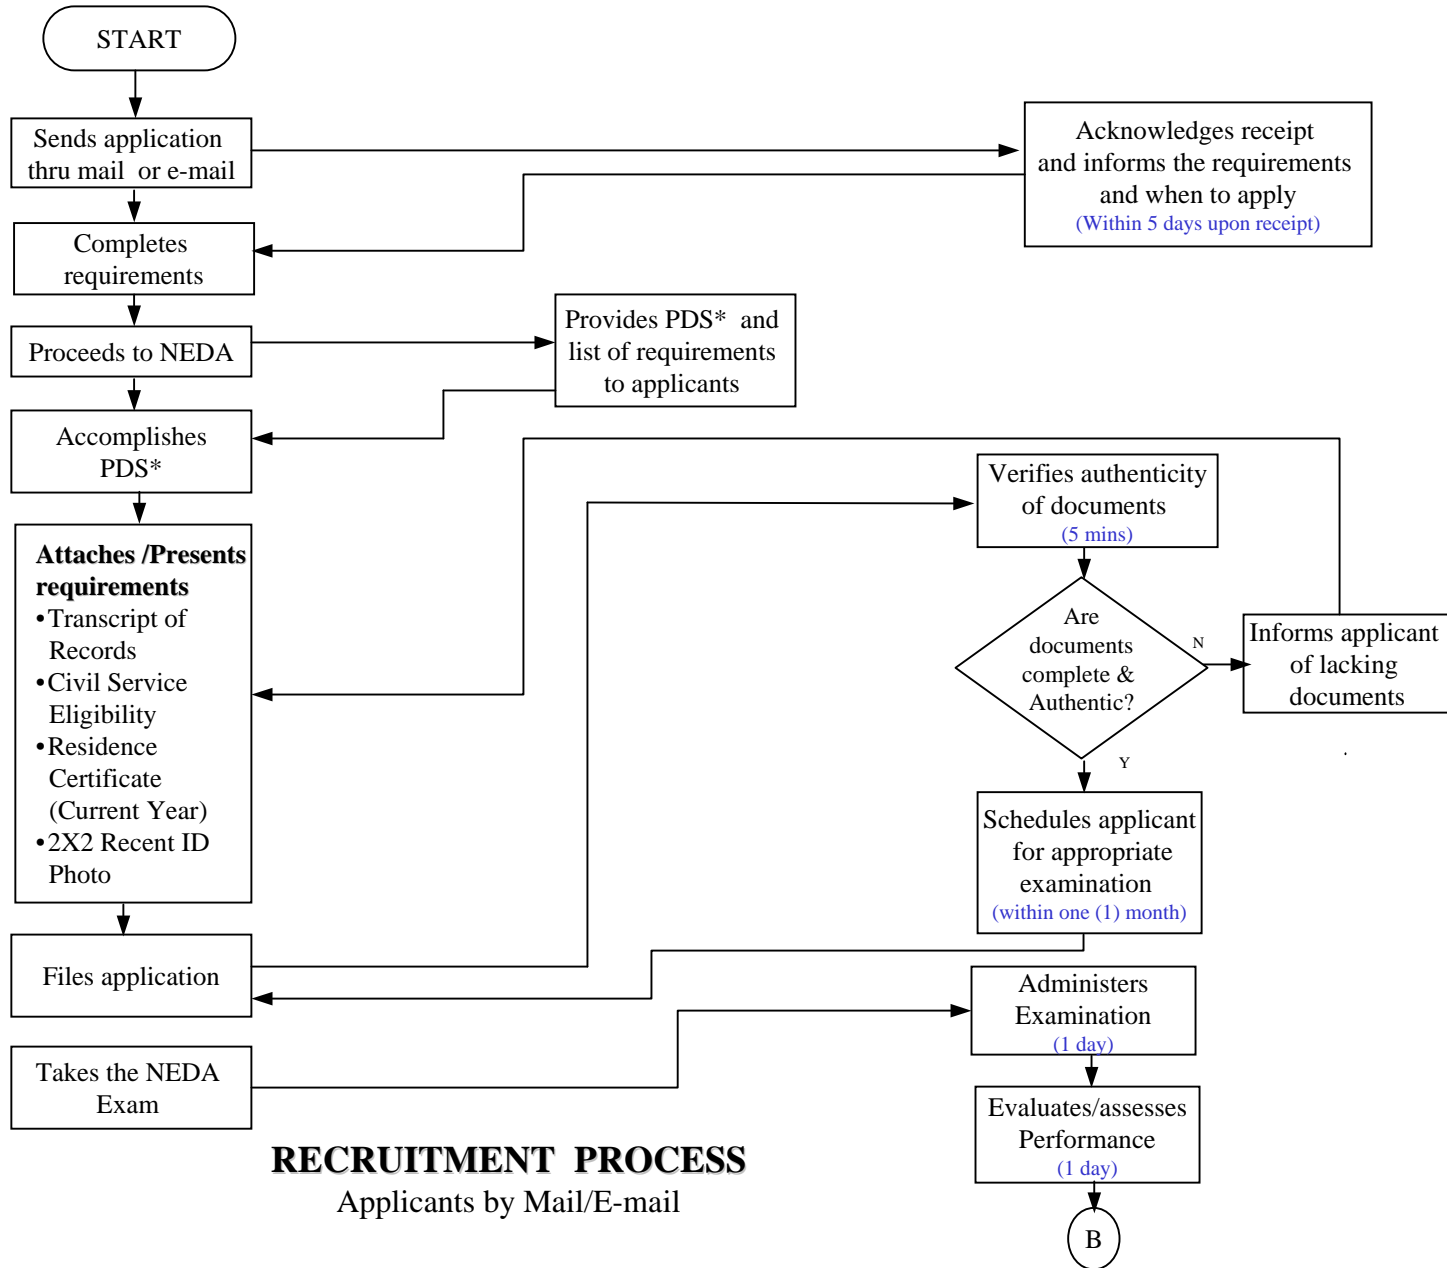 START
Sends application
thru mail or e-mail
Acknowledges receipt
and informs the requirements
and when to apply
(Within 5 days upon receipt)
Completes
requirements
Proceeds to NEDA
Provides PDS* and
list of requirements
to applicants
Accomplishes
PDS*
Attaches /Presents
requirements
•Transcript of
Records
•Civil Service
Eligibility
•Residence
Certificate
(Current Year)
•2X2 Recent ID
Photo
Verifies authenticity
of documents
(5 mins)
Are
documents
complete &
Authentic?
N
Informs applicant
of lacking
documents
.
Y
Schedules applicant
for appropriate
examination
(within one (1) month)
Files application
Administers
Examination
(1 day)
Takes the NEDA
Exam
Evaluates/assesses
Performance
(1 day)
B
RECRUITMENT PROCESS
Applicants by Mail/E-mail